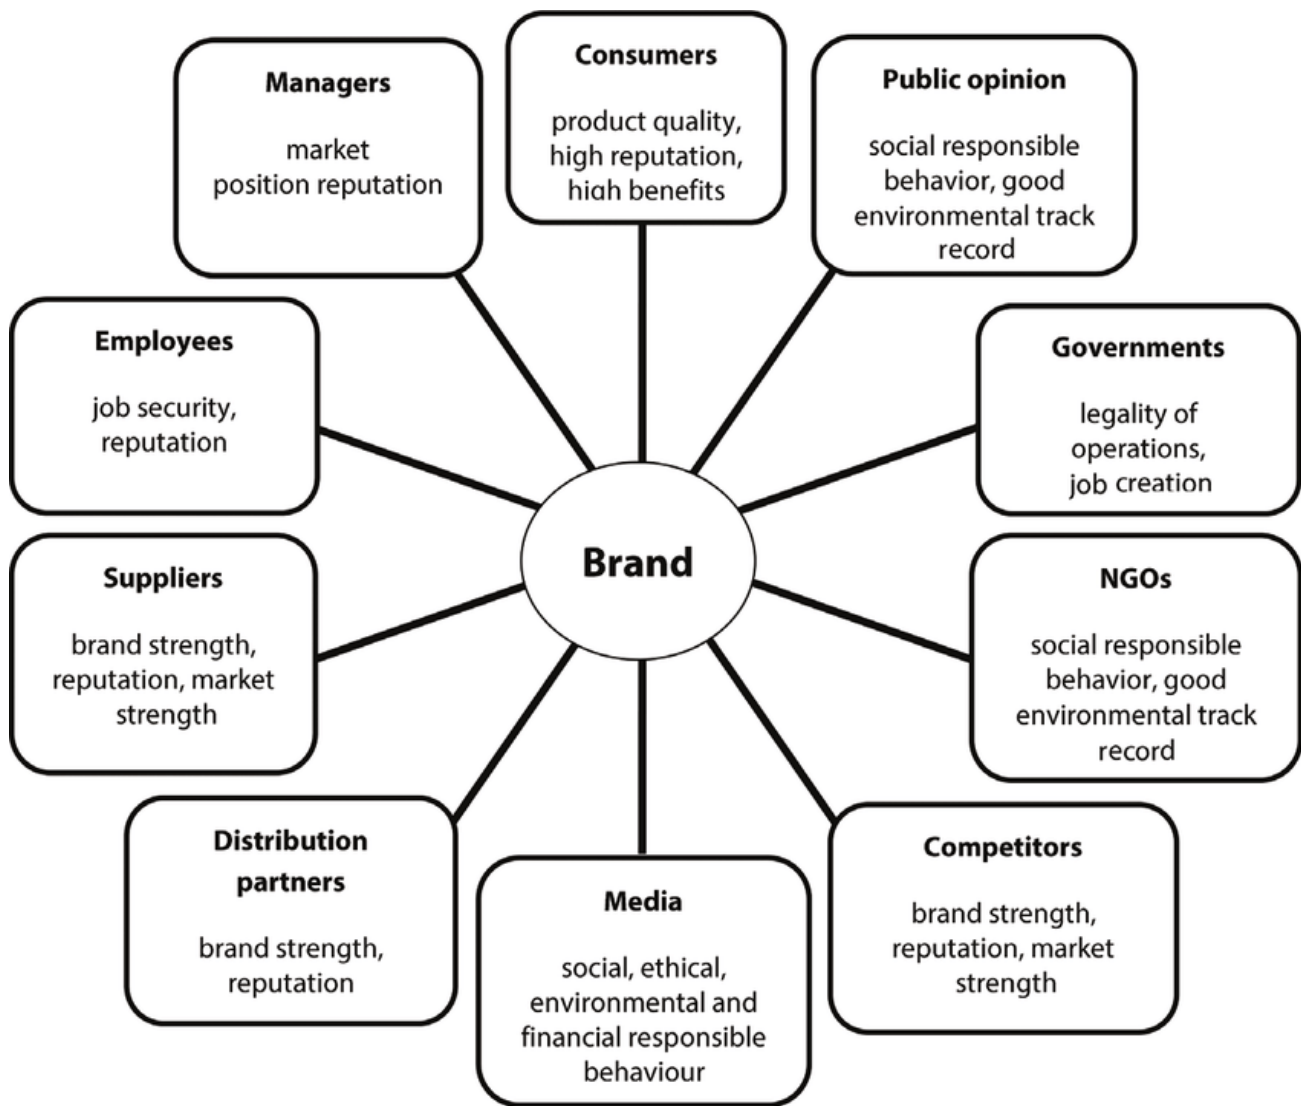 Consumers
product quality,
high reputation,
high benefits
Managers
market
position reputation
Public opinion
social responsible
behavior, good
environmental track
record
Employees
job security,
reputation
Governments
legality of
operations,
job creation
Brand
Suppliers
brand strength,
reputation, market
strength
NGOs
social responsible
behavior, good
environmental track
record
Distribution
partners
brand strength,
reputation
Media
social, ethical,
environmental and
financial responsible
behaviour
Competitors
brand strength,
reputation, market
strength